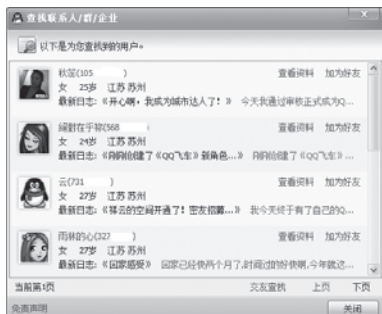 查找联系人/群/企业
以下是为您查找到的用户。
秋莲(105 ) 查看资料 加为好友
女 25岁 江苏 苏州
最新日志:《开心啊,我成为城市达人了!》 今天我通过审核正式成为Q...
绝对在乎你(568 查看资料 加为好友
女 24岁 江苏 苏州
最新日志:《刚刚创建了《QQ飞车》新角色...》 刚刚创建了《QQ飞车》...
云(731 ) 查看资料 加为好友
女 27岁 江苏 苏州
最新日志:《祥云的空间开通了!密友招募...》 我今天终于有了自己的Q...
雨林的心(327 ) 查看资料 加为好友
女 27岁 江苏 苏州
最新日志:《回家感受》 回家已经快两个月了,时间过的好快啊,今年就这...
当前第1页 交友查找 上页 下页
免责声明 关闭